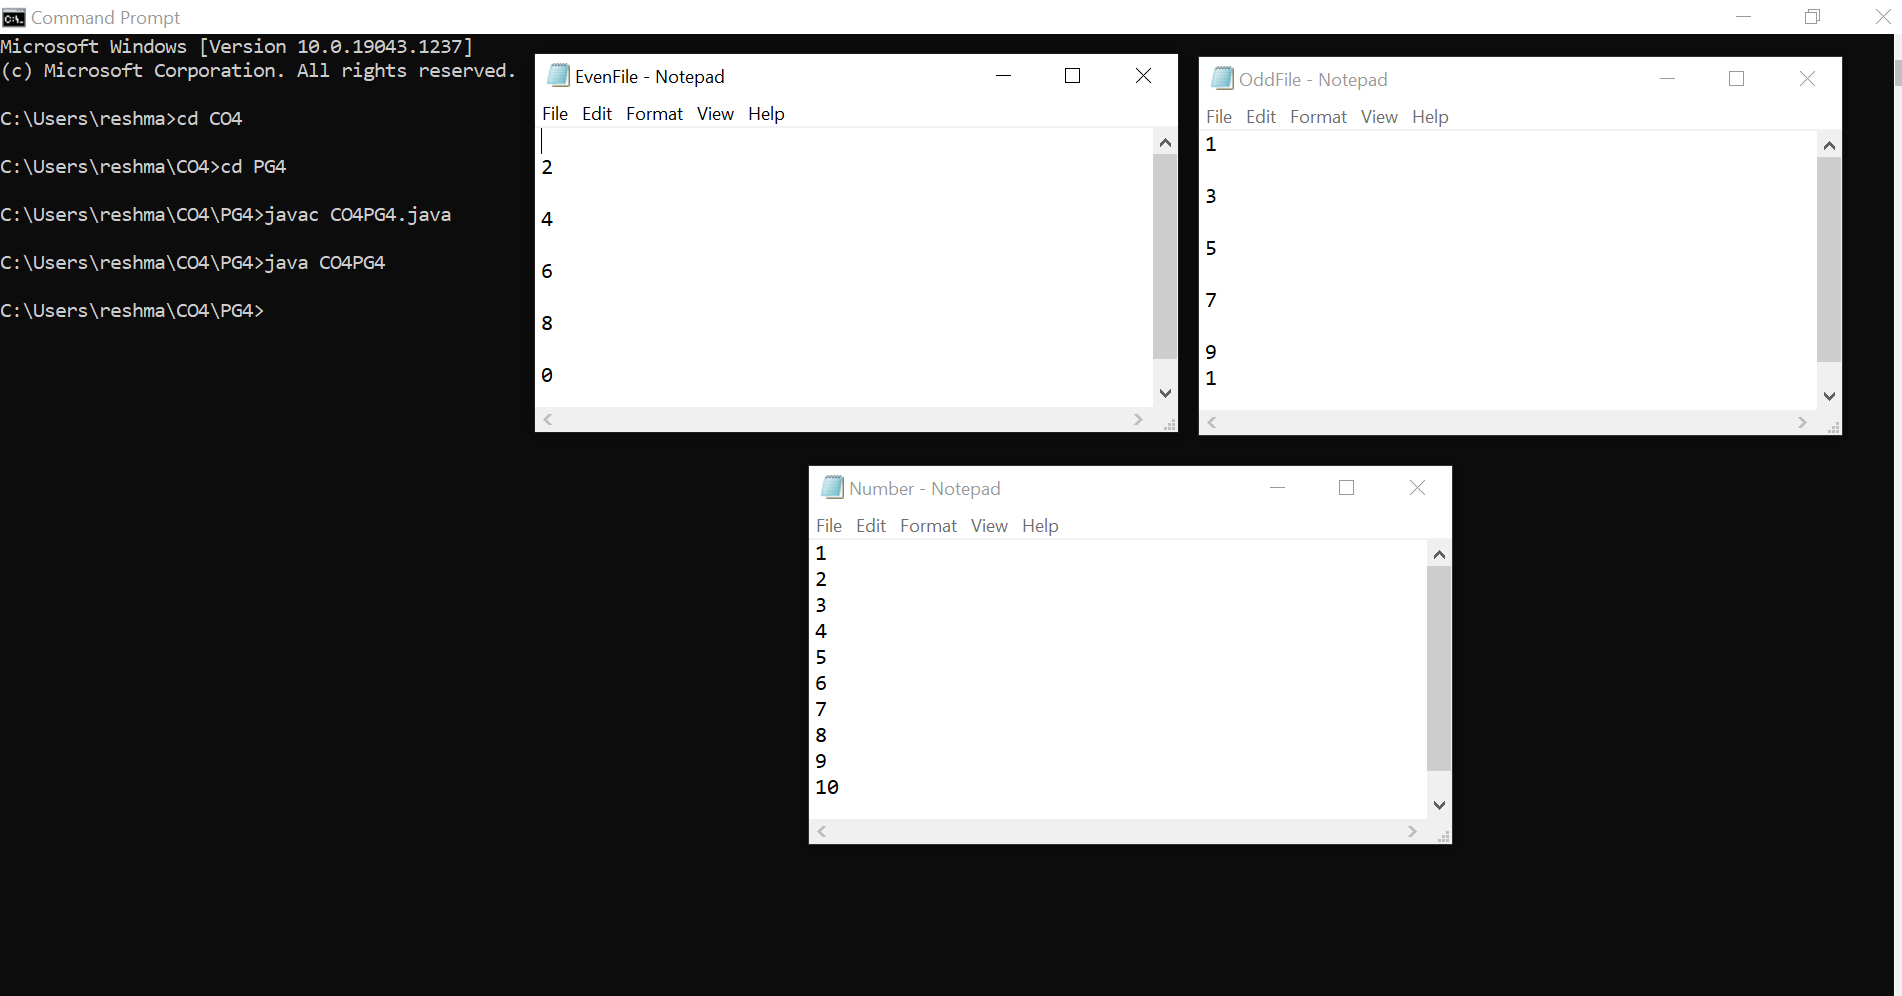 Command Prompt
Microsoft Windows [Version 10.0.19043.1237]
(c) Microsoft Corporation. All rights reserved.
C:\Users\reshma>cd CO4
C:\Users\reshma\CO4>cd PG4
C:\Users\reshma\CO4\PG4>javac CO4PG4.java
C:\Users\reshma\CO4\PG4>java CO4PG4
C:\Users\reshma\CO4\PG4>
EvenFile - Notepad
File Edit Format View Help
2
4
6
8
0
OddFile - Notepad
File Edit Format View Help
1
3
5
7
9
1
Number - Notepad
File Edit Format View Help
1
2
3
4
5
6
7
8
9
10